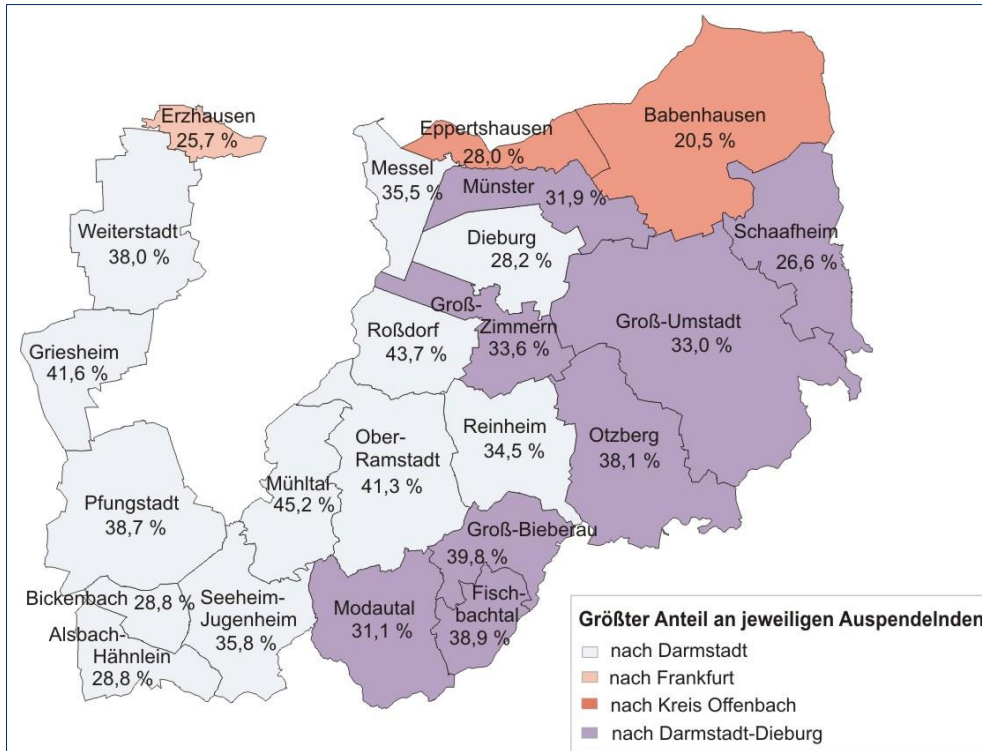 Erzhausen
25,7 %
Eppertshausen
28,0 %
Babenhausen
20,5 %
Messel
35,5 %
Münster
31,9 %
Weiterstadt
38,0 %
Dieburg
28,2 %
Schaafheim
26,6 %
Groß-
Zimmern
33,6 %
Groß-Umstadt
33,0 %
Roßdorf
43,7 %
Griesheim
41,6 %
Reinheim
34,5 %
Otzberg
38,1 %
Ober-
Ramstadt
41,3 %
Mühltal
45,2 %
Pfungstadt
38,7 %
Groß-Bieberau
39,8 %
Fisch-
bachtal
38,9 %
Bickenbach
28,8 %
Seeheim-
Jugenheim
35,8 %
Modautal
31,1 %
Alsbach-
Hähnlein
28,8 %
Größter Anteil an jeweiligen Auspendelnden
nach Darmstadt
nach Frankfurt
nach Kreis Offenbach
nach Darmstadt-Dieburg